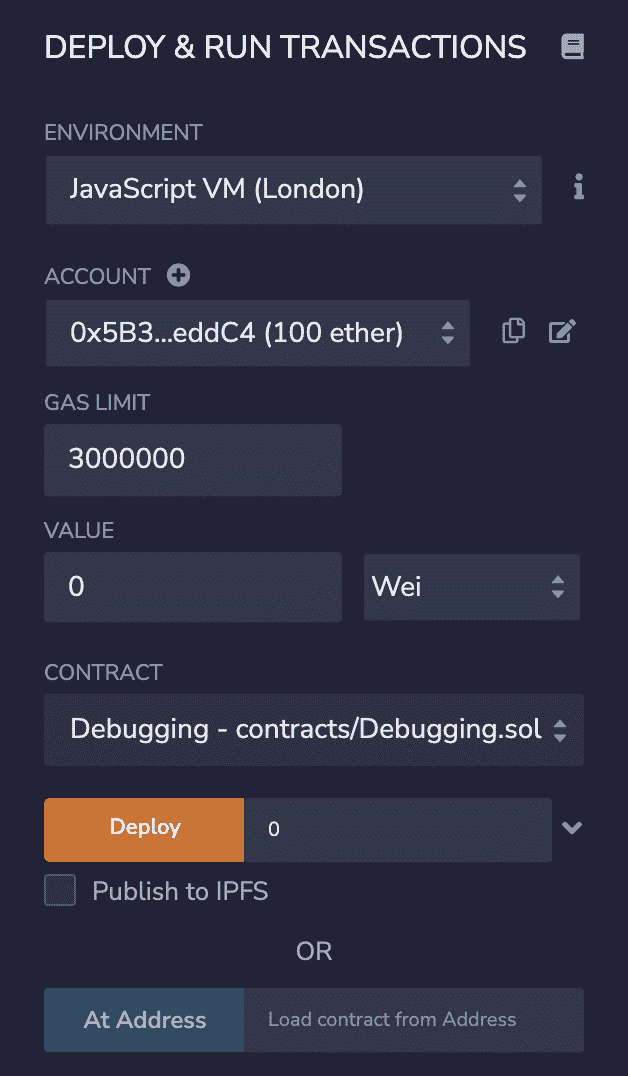 DEPLOY & RUN TRANSACTIONS
ENVIRONMENT
JavaScript VM (London)
ACCOUNT
0x5B3...eddC4 (100 ether)
GAS LIMIT
3000000
VALUE
0 Wei
CONTRACT
Debugging - contracts/Debugging.sol
Deploy 0
Publish to IPFS
OR
At Address Load contract from Address